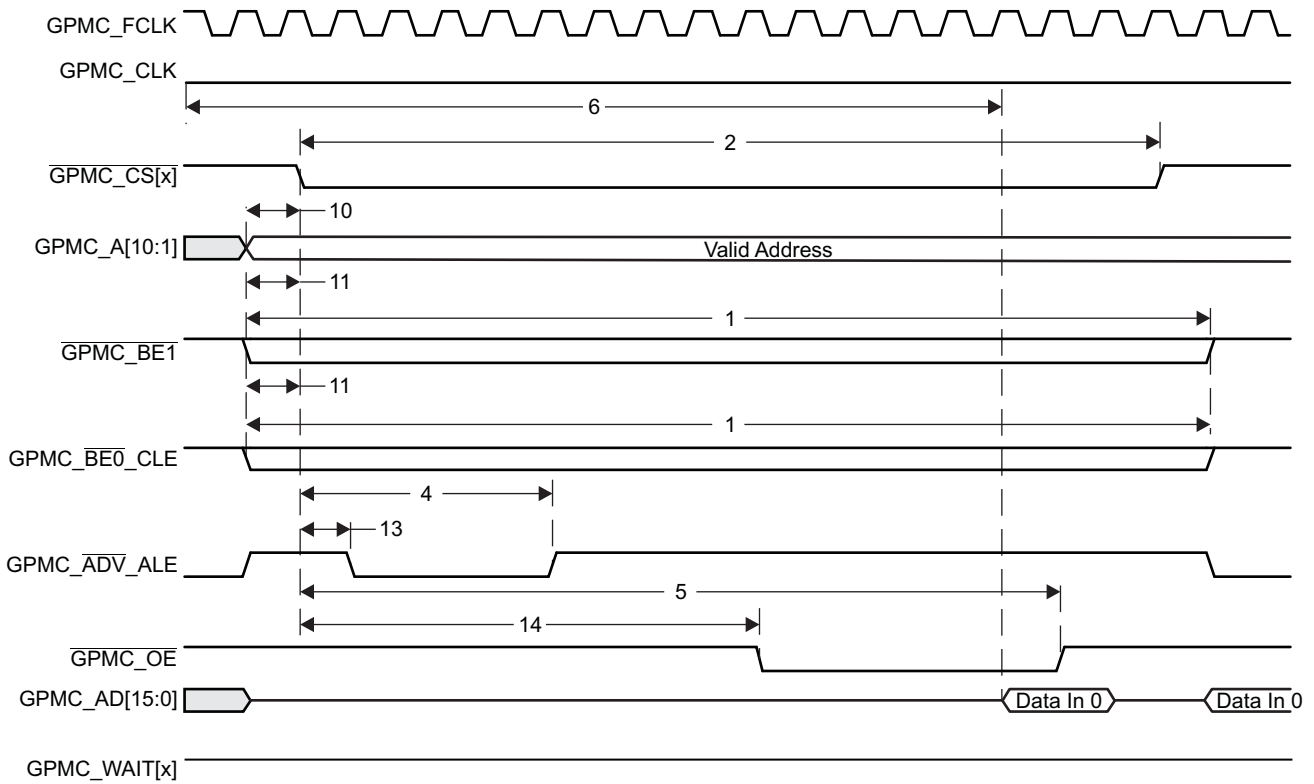 GPMC_FCLK
GPMC_CLK
6
2
GPMC_CS[x]
10
GPMC_A[10:1]
Valid Address
11
1
GPMC_BE1
11
1
GPMC_BE0_CLE
4
13
GPMC_ADV_ALE
5
14
GPMC_OE
GPMC_AD[15:0] Data In 0 Data In 0
GPMC_WAIT[x]